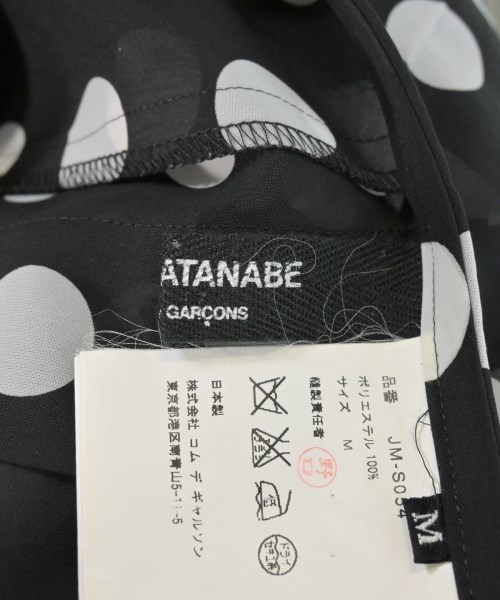 ATANABE
GARÇONS
品番 JM-S054
ポリエステル 100%
サイズ M
縫製責任者
野口
日本製
株式会社 コム デ ギャルソン
東京都港区南青山5-11-5
M